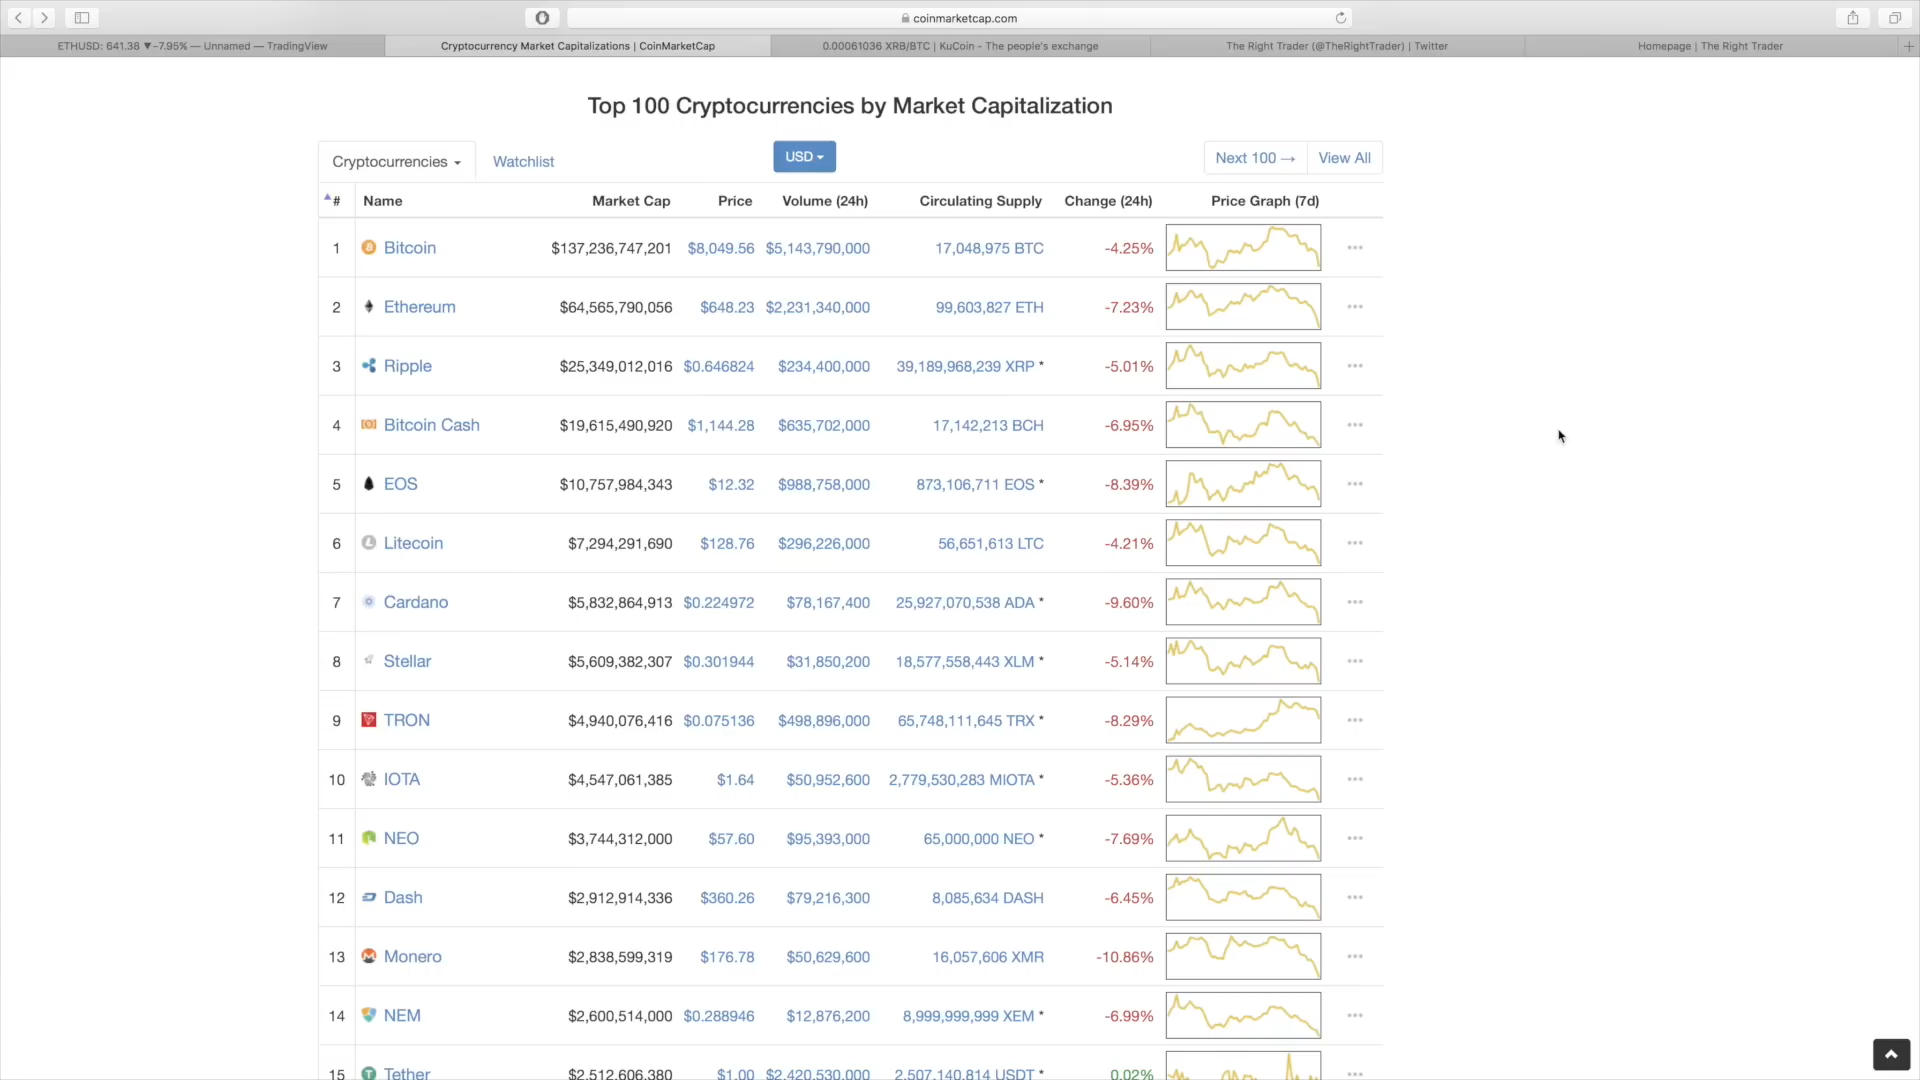 coinmarketcap.com
ETHUSD: 641.38 ▼−7.95% — Unnamed — TradingView
Cryptocurrency Market Capitalizations | CoinMarketCap
0.00061036 XRB/BTC | KuCoin - The people's exchange
The Right Trader (@TheRightTrader) | Twitter
Homepage | The Right Trader
Top 100 Cryptocurrencies by Market Capitalization
Cryptocurrencies Watchlist USD Next 100 → View All
# Name Market Cap Price Volume (24h) Circulating Supply Change (24h) Price Graph (7d)
1 Bitcoin $137,236,747,201 $8,049.56 $5,143,790,000 17,048,975 BTC -4.25%
2 Ethereum $64,565,790,056 $648.23 $2,231,340,000 99,603,827 ETH -7.23%
3 Ripple $25,349,012,016 $0.646824 $234,400,000 39,189,968,239 XRP * -5.01%
4 Bitcoin Cash $19,615,490,920 $1,144.28 $635,702,000 17,142,213 BCH -6.95%
5 EOS $10,757,984,343 $12.32 $988,758,000 873,106,711 EOS * -8.39%
6 Litecoin $7,294,291,690 $128.76 $296,226,000 56,651,613 LTC -4.21%
7 Cardano $5,832,864,913 $0.224972 $78,167,400 25,927,070,538 ADA * -9.60%
8 Stellar $5,609,382,307 $0.301944 $31,850,200 18,577,558,443 XLM * -5.14%
9 TRON $4,940,076,416 $0.075136 $498,896,000 65,748,111,645 TRX * -8.29%
10 IOTA $4,547,061,385 $1.64 $50,952,600 2,779,530,283 MIOTA * -5.36%
11 NEO $3,744,312,000 $57.60 $95,393,000 65,000,000 NEO * -7.69%
12 Dash $2,912,914,336 $360.26 $79,216,300 8,085,634 DASH -6.45%
13 Monero $2,838,599,319 $176.78 $50,629,600 16,057,606 XMR -10.86%
14 NEM $2,600,514,000 $0.288946 $12,876,200 8,999,999,999 XEM * -6.99%
15 Tether $2,512,606,380 $1.00 $2,420,530,000 2,507,140,814 USDT * 0.02%